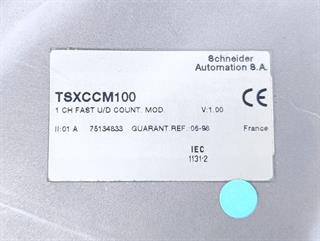 Schneider
Automation S.A.
TSXCCM100
1 CH FAST U/D COUNT. MOD. V:1.00
II:01 A 75134833 GUARANT.REF.:05-98 France
IEC
1131-2
CE